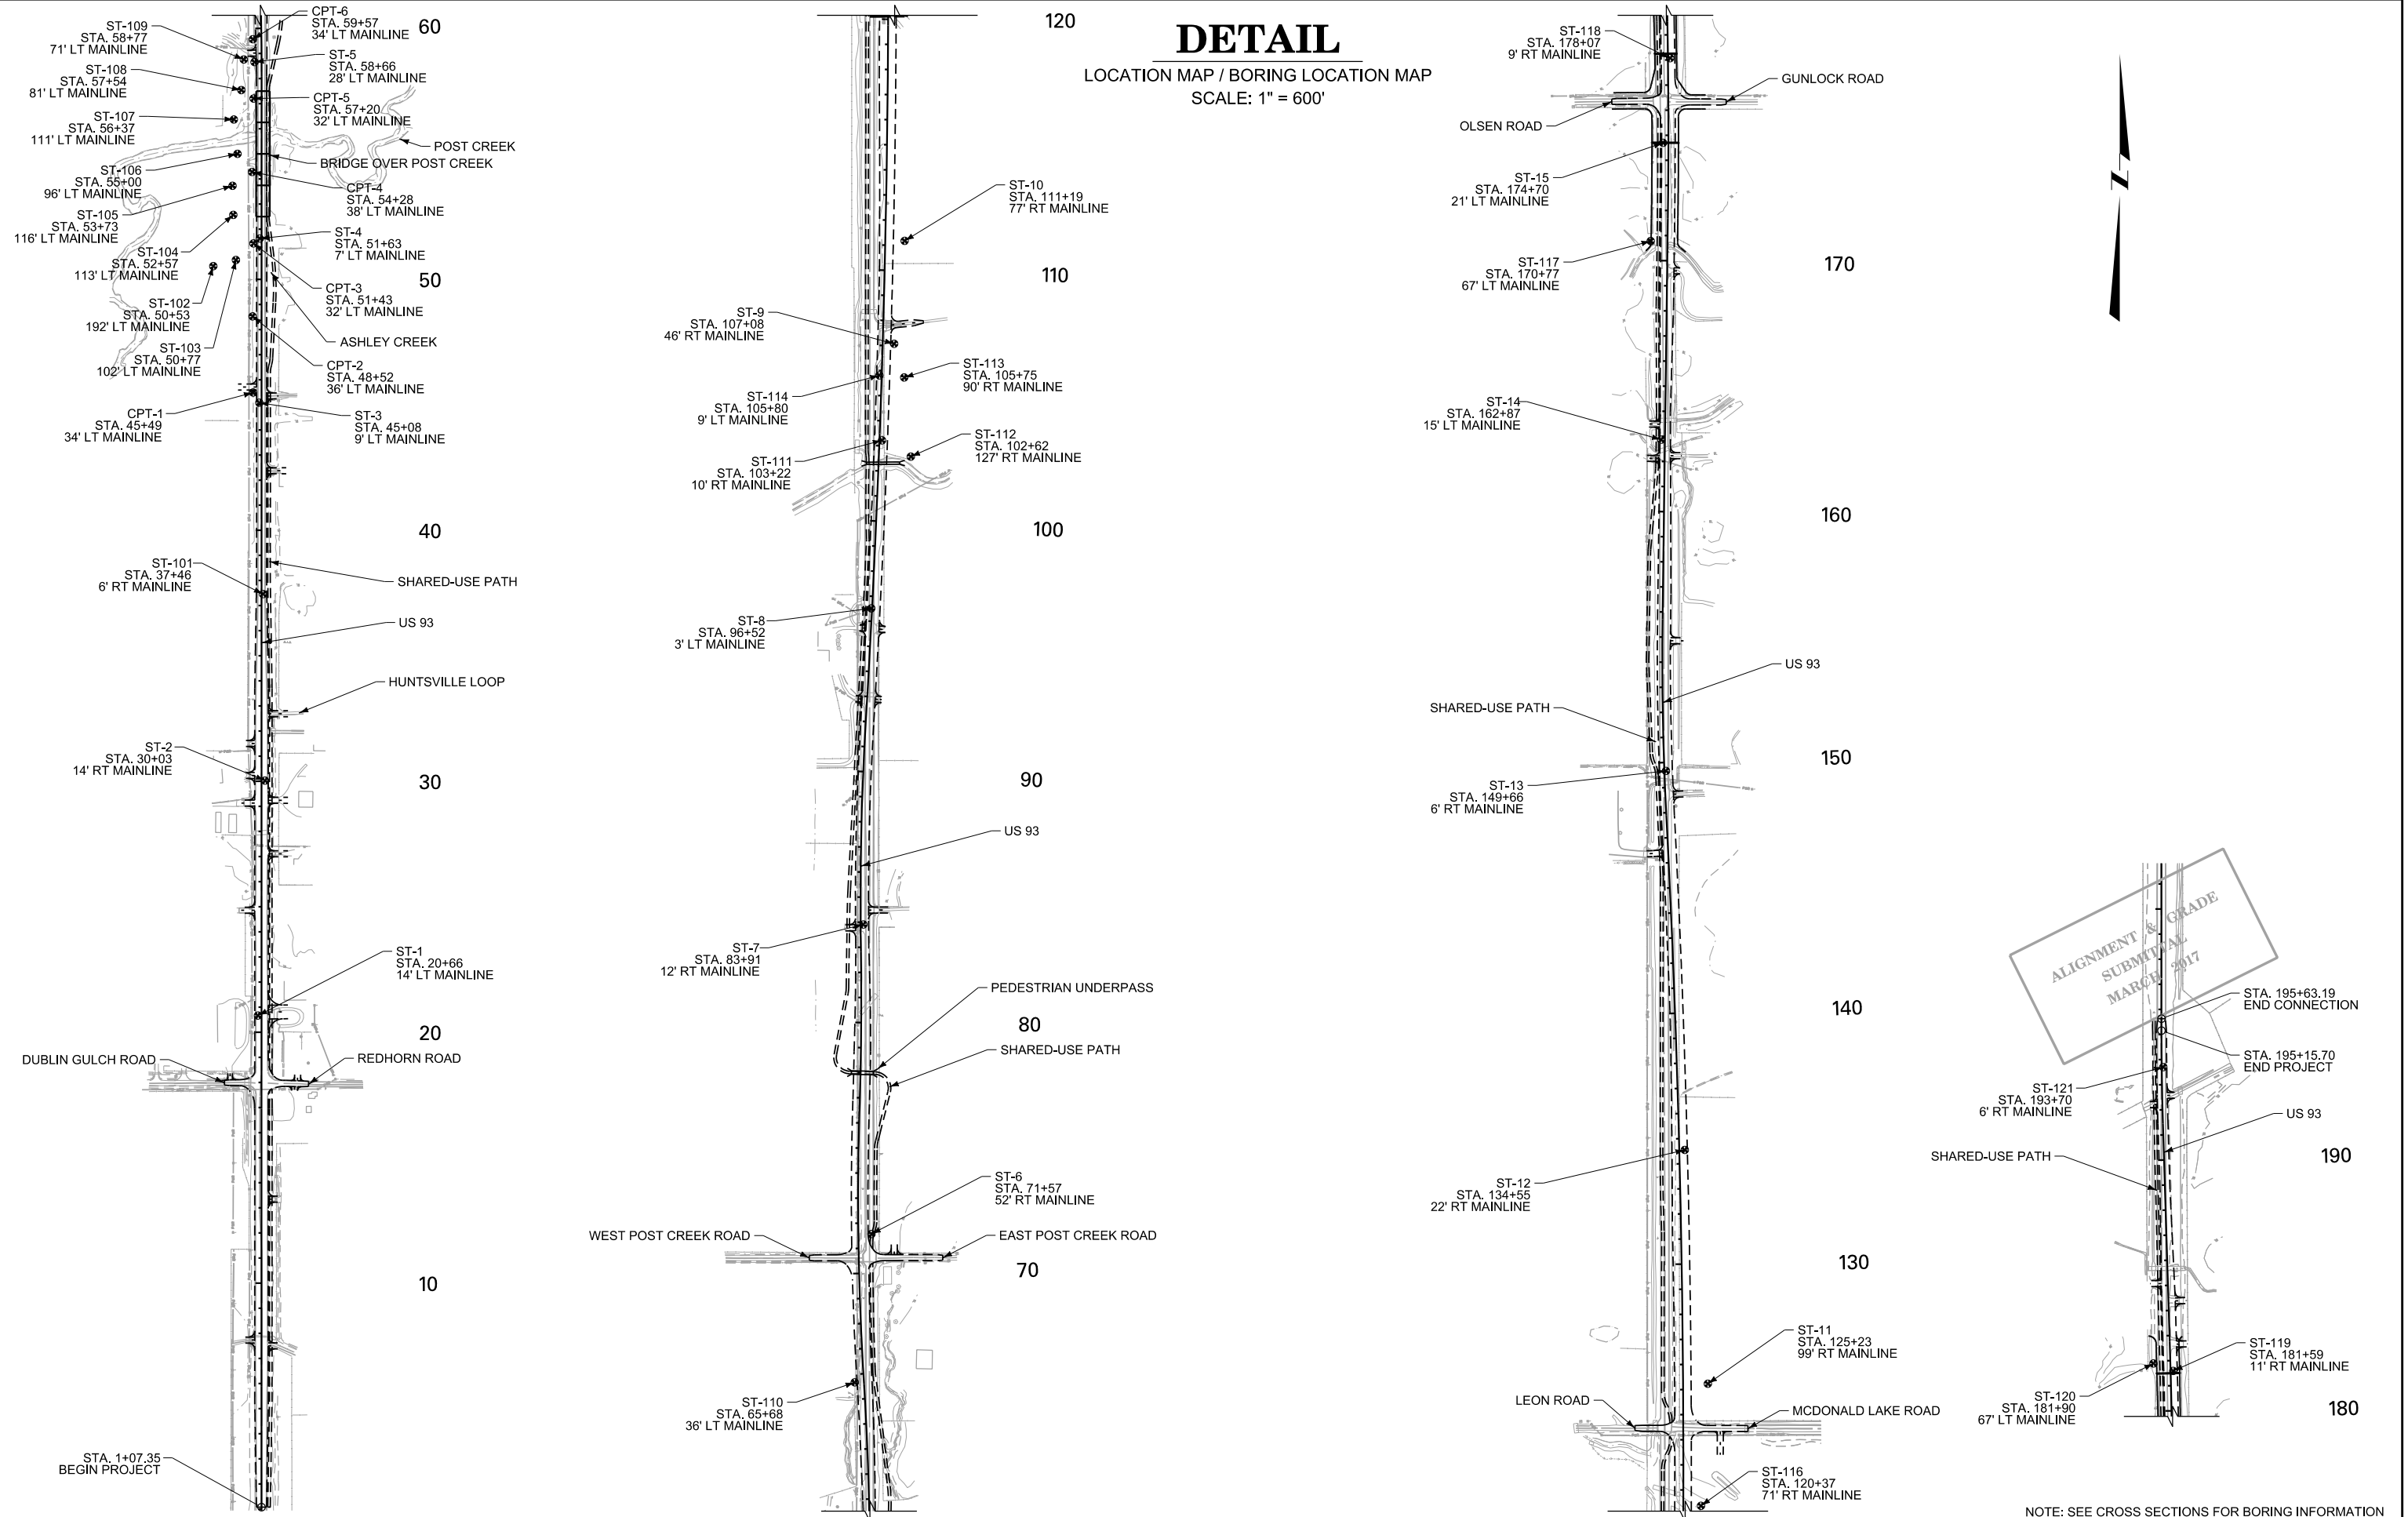 DETAIL
LOCATION MAP / BORING LOCATION MAP
SCALE: 1" = 600'
ST-109
STA. 58+77
71' LT MAINLINE
ST-108
STA. 57+54
81' LT MAINLINE
ST-107
STA. 56+37
111' LT MAINLINE
ST-106
STA. 55+00
96' LT MAINLINE
ST-105
STA. 53+73
116' LT MAINLINE
ST-104
STA. 52+57
113' LT MAINLINE
ST-102
STA. 50+53
192' LT MAINLINE
ST-103
STA. 50+77
102' LT MAINLINE
CPT-1
STA. 45+49
34' LT MAINLINE
CPT-6
STA. 59+57
34' LT MAINLINE
60
ST-5
STA. 58+66
28' LT MAINLINE
CPT-5
STA. 57+20
32' LT MAINLINE
POST CREEK
BRIDGE OVER POST CREEK
CPT-4
STA. 54+28
38' LT MAINLINE
ST-4
STA. 51+63
7' LT MAINLINE
50
CPT-3
STA. 51+43
32' LT MAINLINE
ASHLEY CREEK
CPT-2
STA. 48+52
36' LT MAINLINE
ST-3
STA. 45+08
9' LT MAINLINE
40
ST-101
STA. 37+46
6' RT MAINLINE
SHARED-USE PATH
US 93
HUNTSVILLE LOOP
ST-2
STA. 30+03
14' RT MAINLINE
30
ST-1
STA. 20+66
14' LT MAINLINE
20
DUBLIN GULCH ROAD
REDHORN ROAD
10
STA. 1+07.35
BEGIN PROJECT
120
ST-10
STA. 111+19
77' RT MAINLINE
110
ST-9
STA. 107+08
46' RT MAINLINE
ST-113
STA. 105+75
90' RT MAINLINE
ST-114
STA. 105+80
9' LT MAINLINE
ST-112
STA. 102+62
127' RT MAINLINE
ST-111
STA. 103+22
10' RT MAINLINE
100
ST-8
STA. 96+52
3' LT MAINLINE
90
US 93
ST-7
STA. 83+91
12' RT MAINLINE
PEDESTRIAN UNDERPASS
80
SHARED-USE PATH
ST-6
STA. 71+57
52' RT MAINLINE
WEST POST CREEK ROAD
EAST POST CREEK ROAD
70
ST-110
STA. 65+68
36' LT MAINLINE
ST-118
STA. 178+07
9' RT MAINLINE
GUNLOCK ROAD
OLSEN ROAD
ST-15
STA. 174+70
21' LT MAINLINE
ST-117
STA. 170+77
67' LT MAINLINE
170
ST-14
STA. 162+87
15' LT MAINLINE
160
US 93
SHARED-USE PATH
150
ST-13
STA. 149+66
6' RT MAINLINE
140
ST-12
STA. 134+55
22' RT MAINLINE
130
ST-11
STA. 125+23
99' RT MAINLINE
LEON ROAD
MCDONALD LAKE ROAD
ST-116
STA. 120+37
71' RT MAINLINE
ALIGNMENT & GRADE
SUBMITTAL
MARCH 2017
STA. 195+63.19
END CONNECTION
STA. 195+15.70
END PROJECT
ST-121
STA. 193+70
6' RT MAINLINE
US 93
SHARED-USE PATH
190
ST-119
STA. 181+59
11' RT MAINLINE
ST-120
STA. 181+90
67' LT MAINLINE
180
NOTE: SEE CROSS SECTIONS FOR BORING INFORMATION